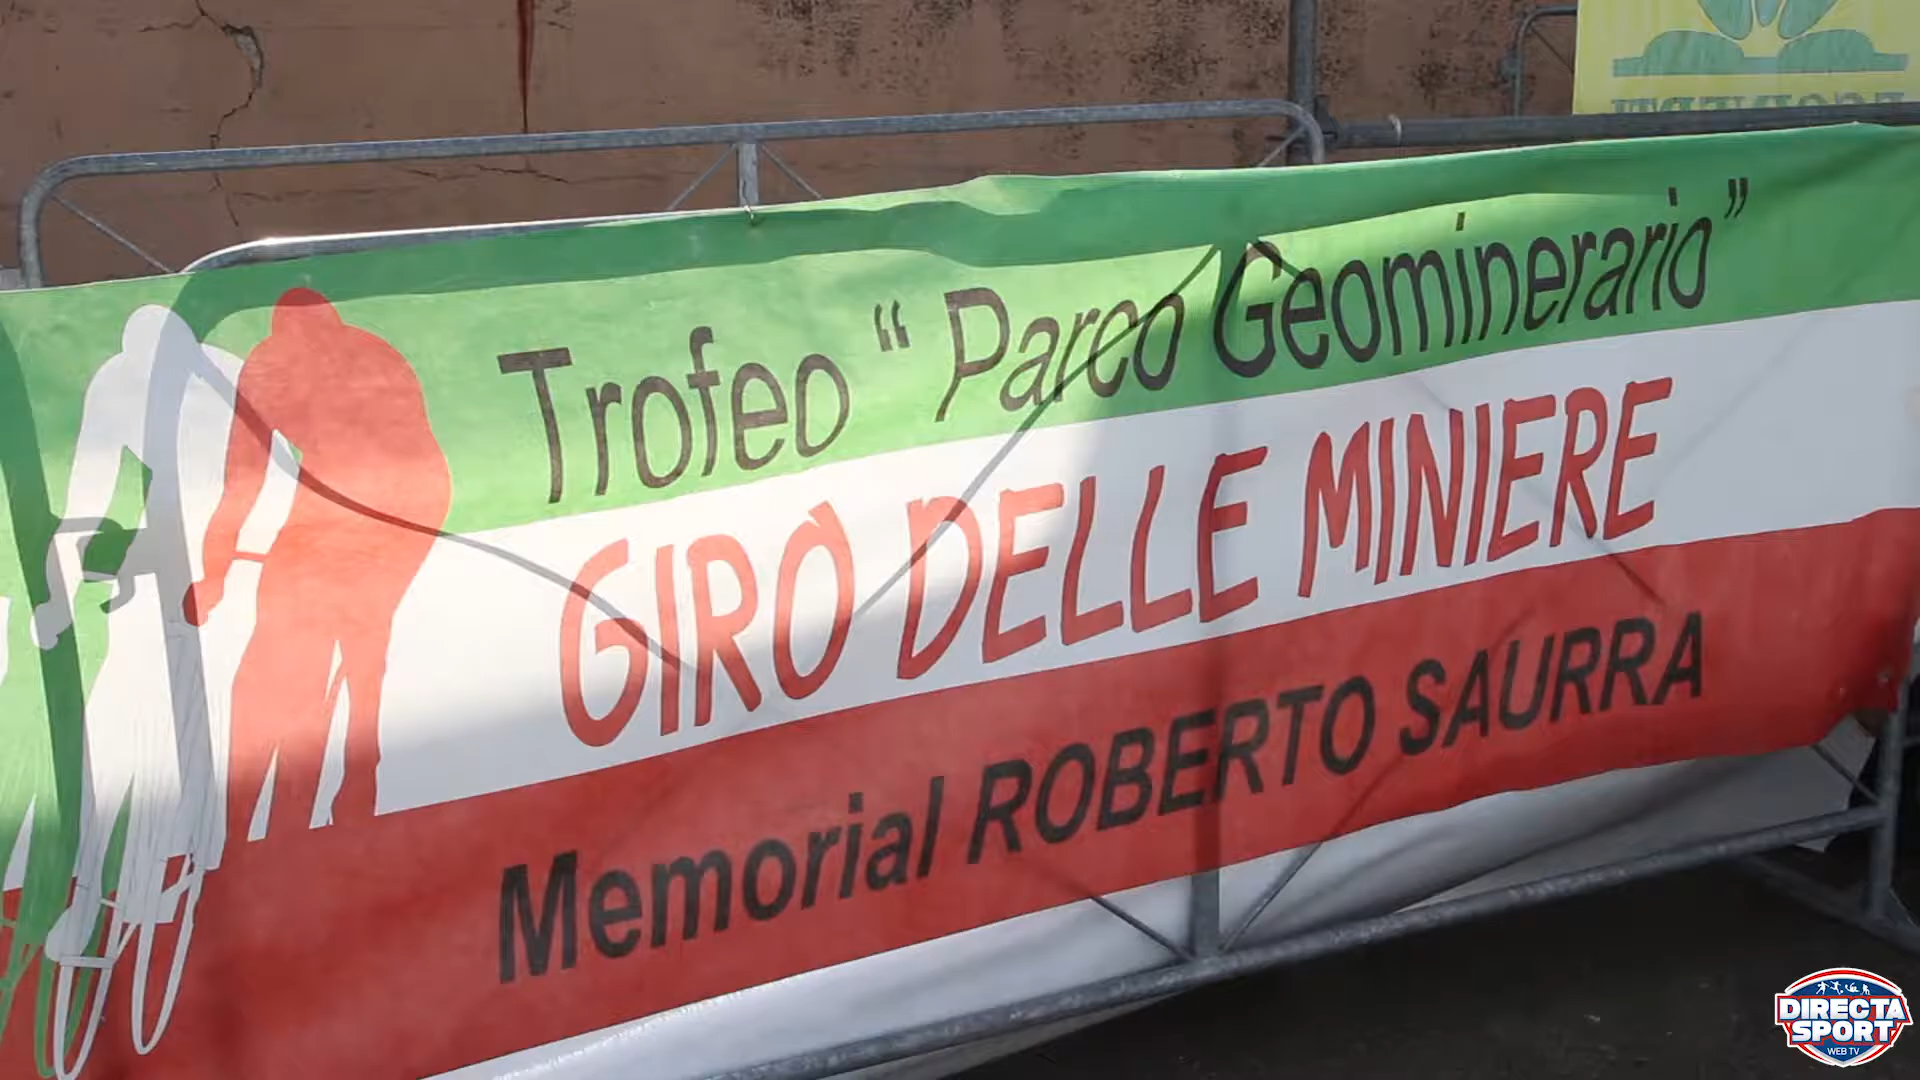 Trofeo " Parco Geominerario"
GIRO DELLE MINIERE
Memorial ROBERTO SAURRA
DIRECTA
SPORT
WEB TV